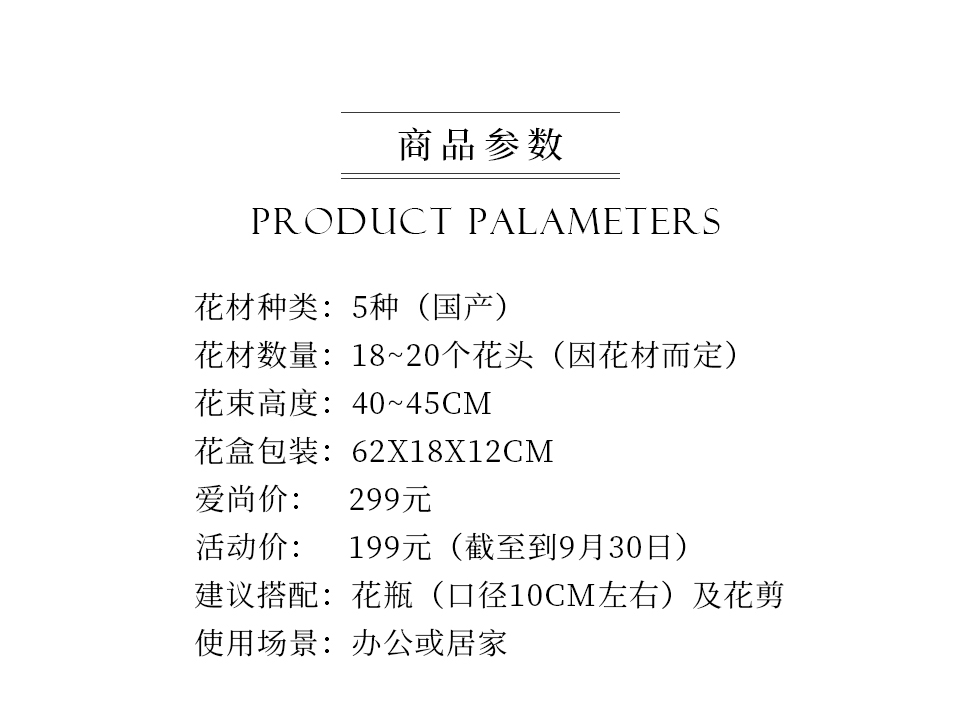 商品参数
PRODUCT PALAMETERS
花材种类：5种（国产）
花材数量：18~20个花头（因花材而定）
花束高度：40~45CM
花盒包装：62X18X12CM
爱尚价： 299元
活动价： 199元（截至到9月30日）
建议搭配：花瓶（口径10CM左右）及花剪
使用场景：办公或居家